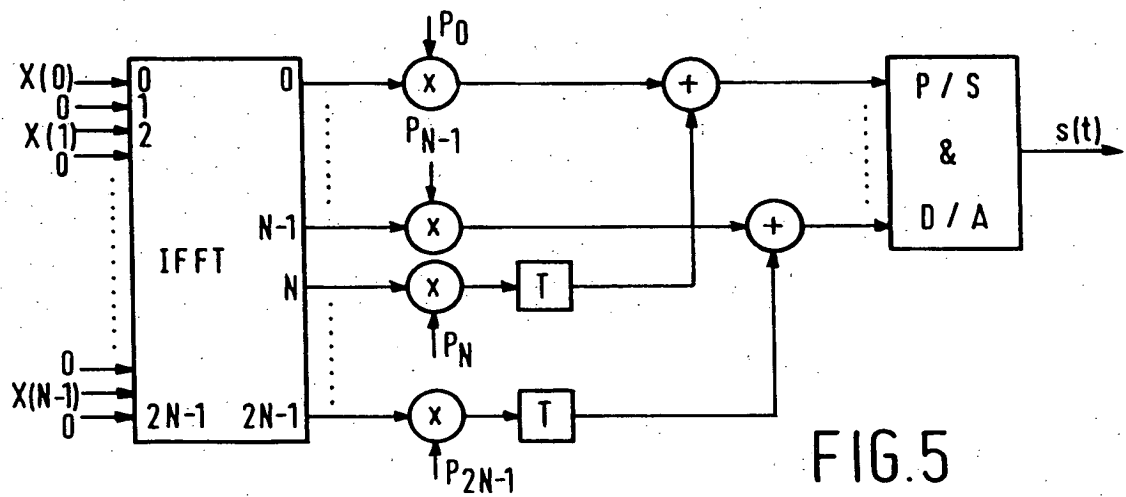 P0
X(0) 0 0 × + P / S
0 1
X(1) 2 PN-1 s(t)
0 &
N-1 × + D / A
IFFT
N × T
0 PN
X(N-1)
0 2N-1 2N-1 × T
P2N-1
FIG.5